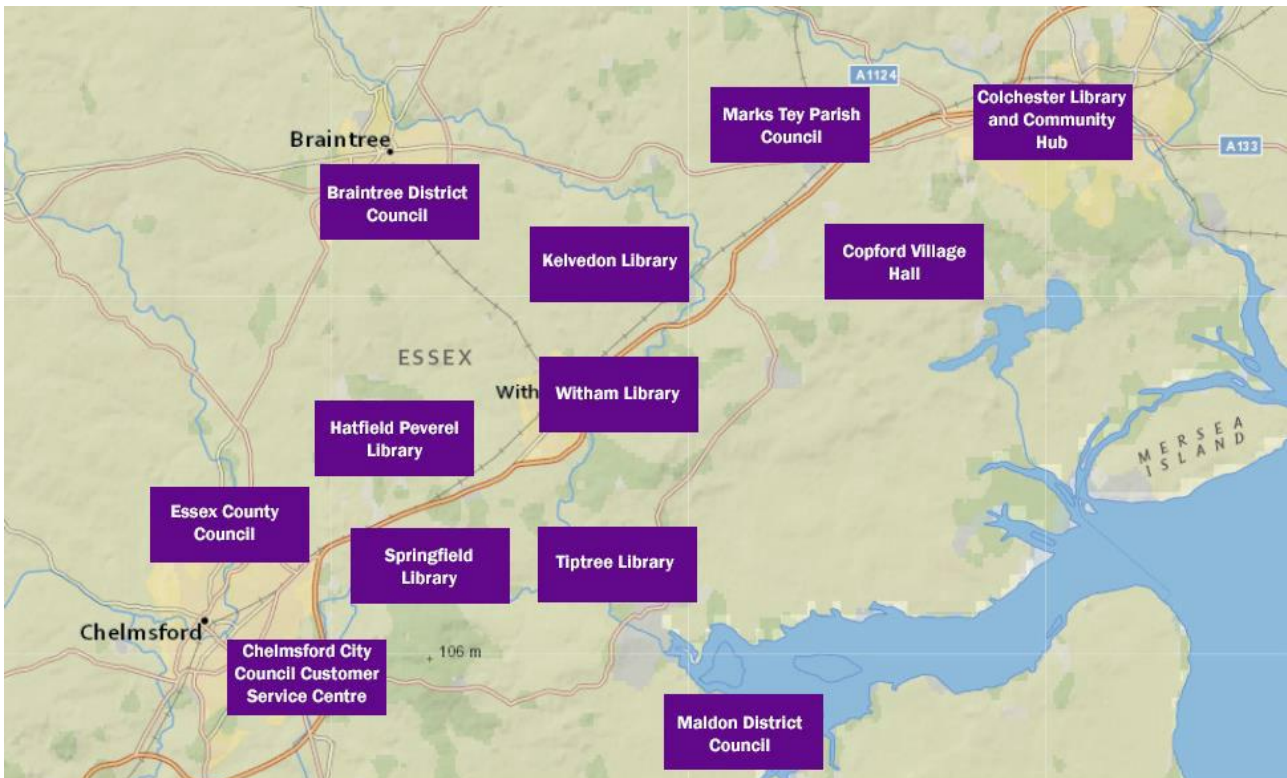 A1124
Colchester Library
and Community
Hub
Marks Tey Parish
Council
Braintree
A133
Braintree District
Council
Kelvedon Library
Copford Village
Hall
ESSEX
With
Witham Library
Hatfield Peverel
Library
MERSEA
ISLAND
Essex County
Council
Springfield
Library
Tiptree Library
Chelmsford
Chelmsford City
Council Customer
Service Centre
106 m
Maldon District
Council